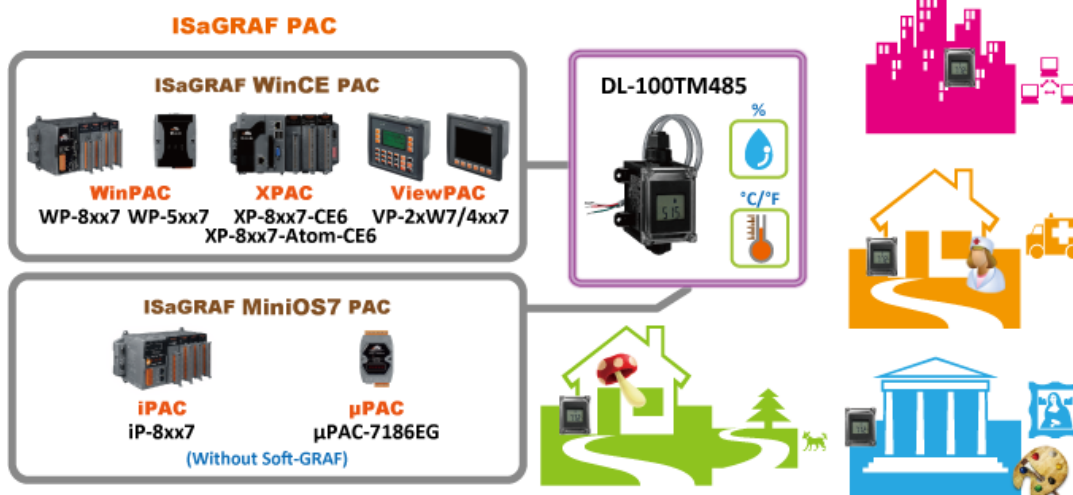 ISaGRAF PAC
ISaGRAF WinCE PAC
WinPAC
WP-8xx7 WP-5xx7
XPAC
XP-8xx7-CE6
XP-8xx7-Atom-CE6
ViewPAC
VP-2xW7/4xx7
ISaGRAF MiniOS7 PAC
iPAC
iP-8xx7
µPAC
µPAC-7186EG
(Without Soft-GRAF)
DL-100TM485
%
°C/°F